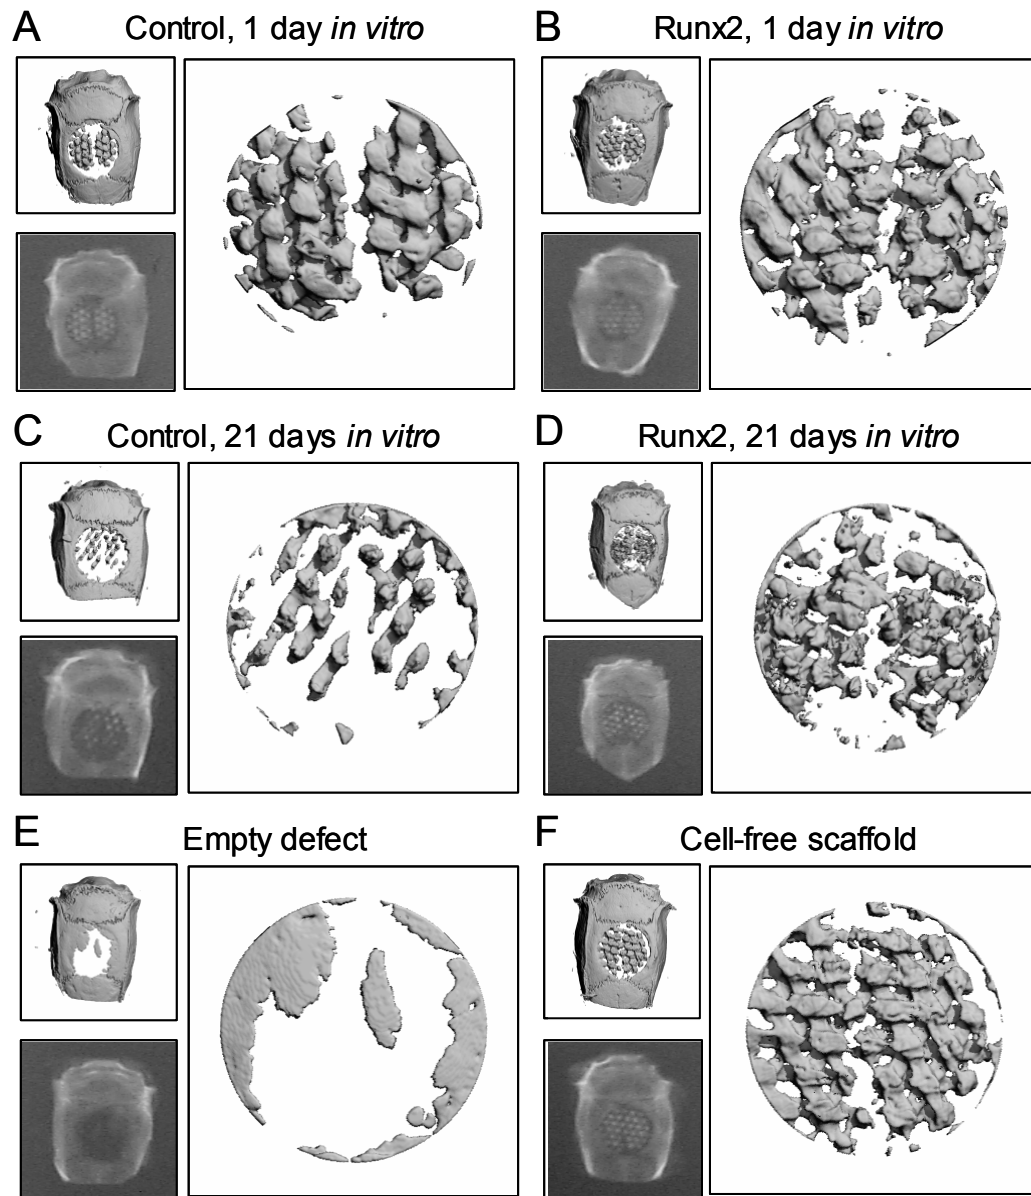 A Control, 1 day in vitro
B Runx2, 1 day in vitro
C Control, 21 days in vitro
D Runx2, 21 days in vitro
E Empty defect
F Cell-free scaffold